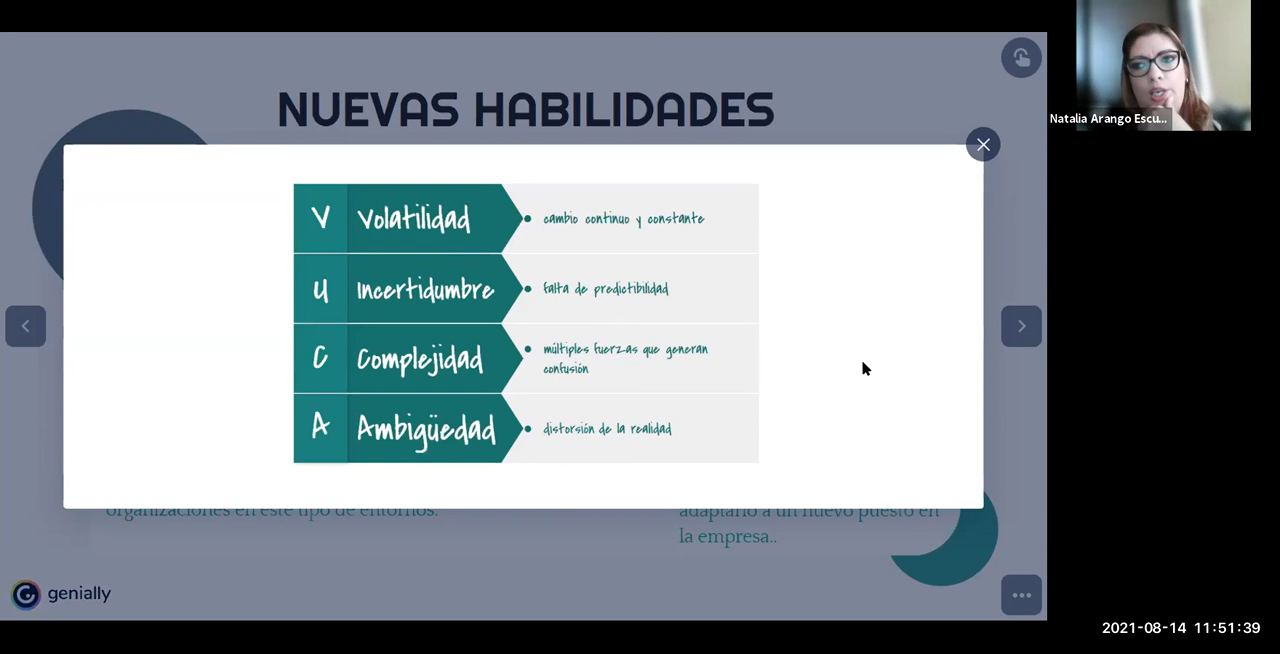 NUEVAS HABILIDADES
V Volatilidad • cambio continuo y constante
U Incertidumbre • falta de predictibilidad
C Complejidad • múltiples fuerzas que generan
confusión
A Ambigüedad • distorsión de la realidad
organizaciones en este tipo de entornos.
adaptarlo a un nuevo puesto en
la empresa..
genially
Natalia Arango Escu...
2021-08-14 11:51:39